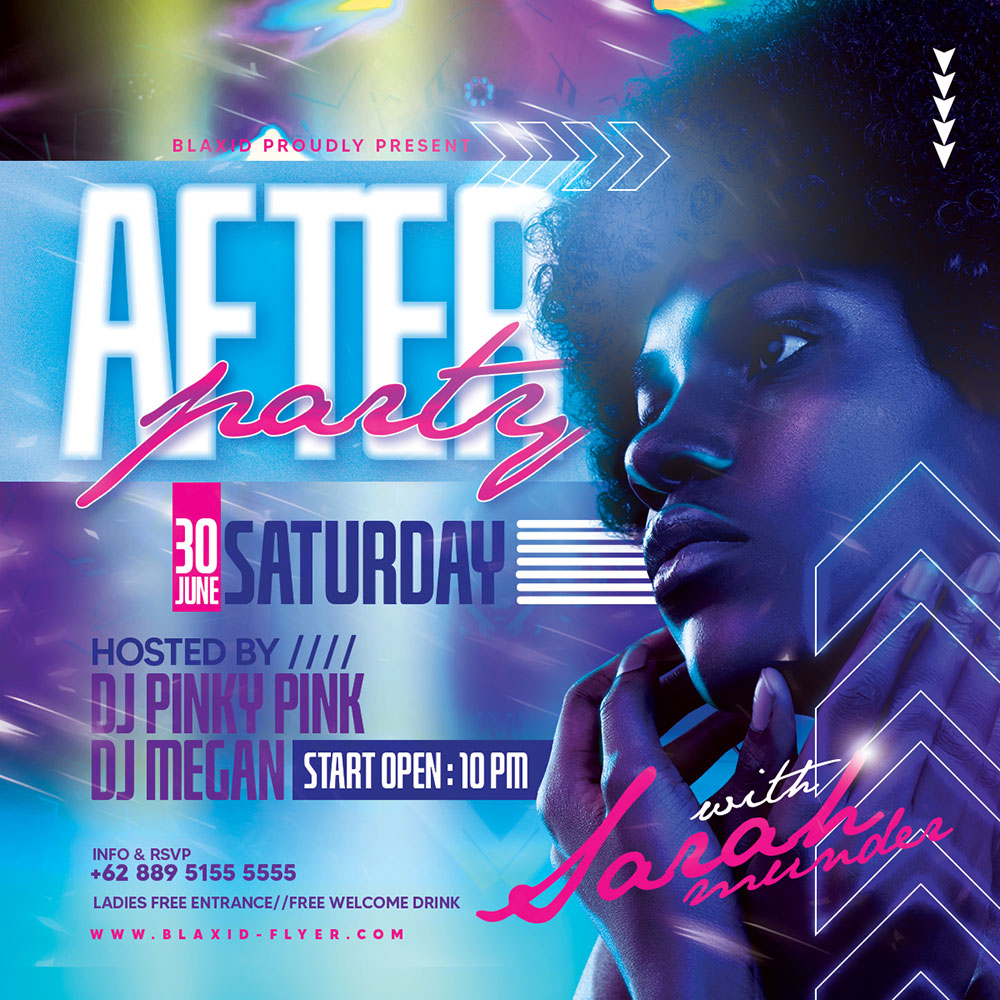 BLAXID PROUDLY PRESENT
AFTER
party
30
JUNE
SATURDAY
HOSTED BY ////
DJ PINKY PINK
DJ MEGAN
START OPEN : 10 PM
with
Sarah
munder
INFO & RSVP
+62 889 5155 5555
LADIES FREE ENTRANCE//FREE WELCOME DRINK
WWW.BLAXID-FLYER.COM